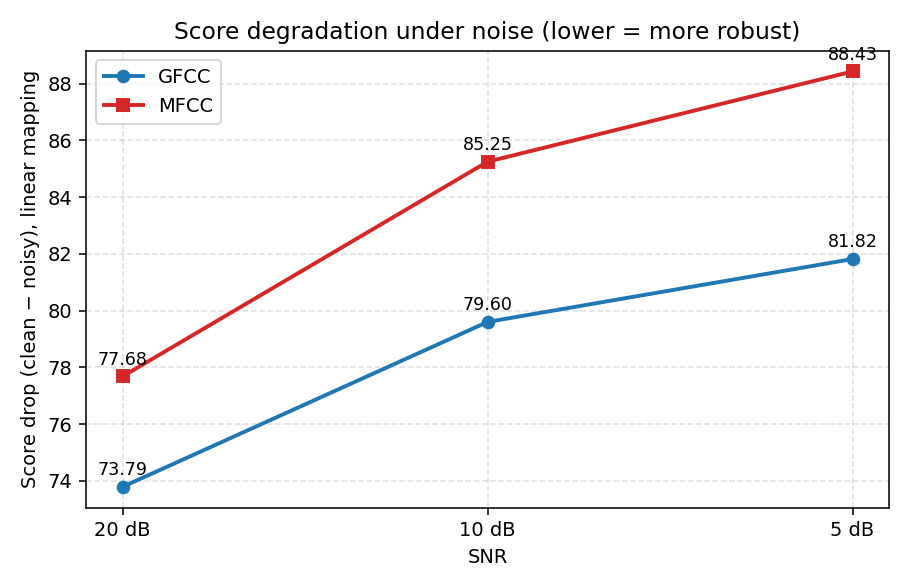 Score degradation under noise (lower = more robust)
Score drop (clean − noisy), linear mapping
88
86
84
82
80
78
76
74
GFCC
MFCC
77.68
85.25
88.43
73.79
79.60
81.82
20 dB
10 dB
5 dB
SNR